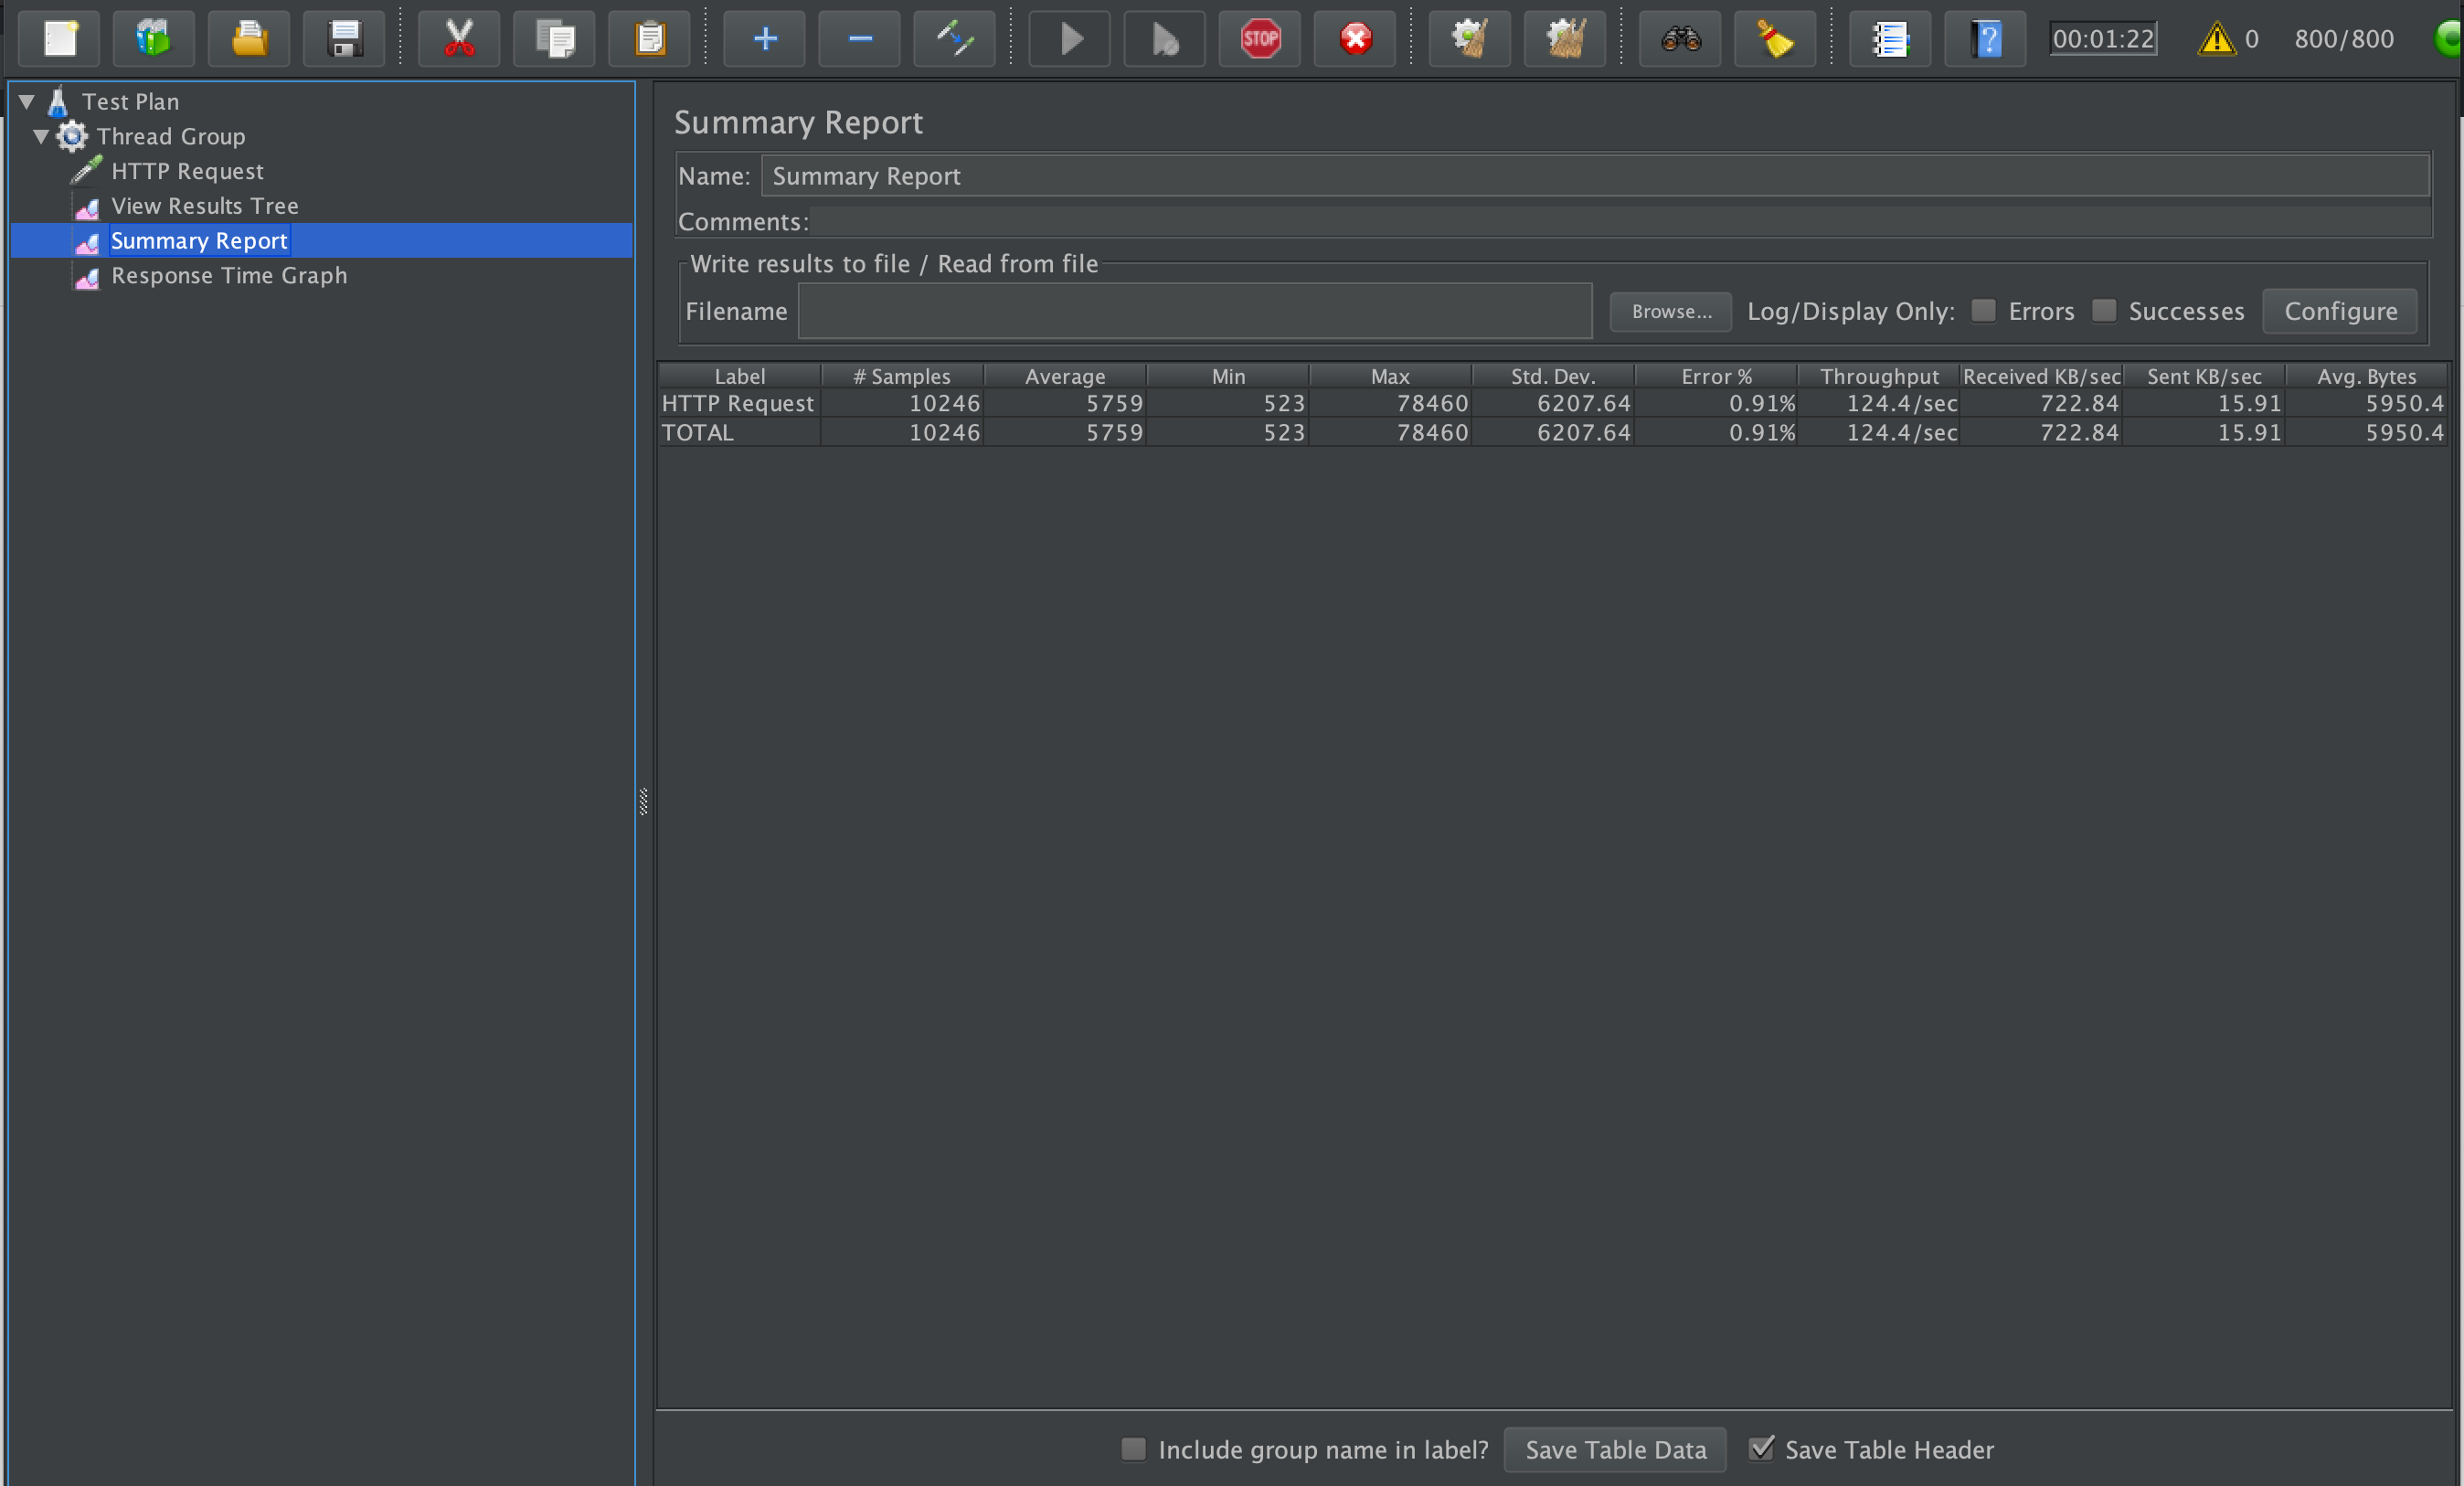 STOP
00:01:22
0
800/800
Test Plan
Thread Group
HTTP Request
View Results Tree
Summary Report
Response Time Graph
Summary Report
Name: Summary Report
Comments:
Write results to file / Read from file
Filename Browse... Log/Display Only: Errors Successes Configure
Label # Samples Average Min Max Std. Dev. Error % Throughput Received KB/sec Sent KB/sec Avg. Bytes
HTTP Request 10246 5759 523 78460 6207.64 0.91% 124.4/sec 722.84 15.91 5950.4
TOTAL 10246 5759 523 78460 6207.64 0.91% 124.4/sec 722.84 15.91 5950.4
Include group name in label? Save Table Data Save Table Header